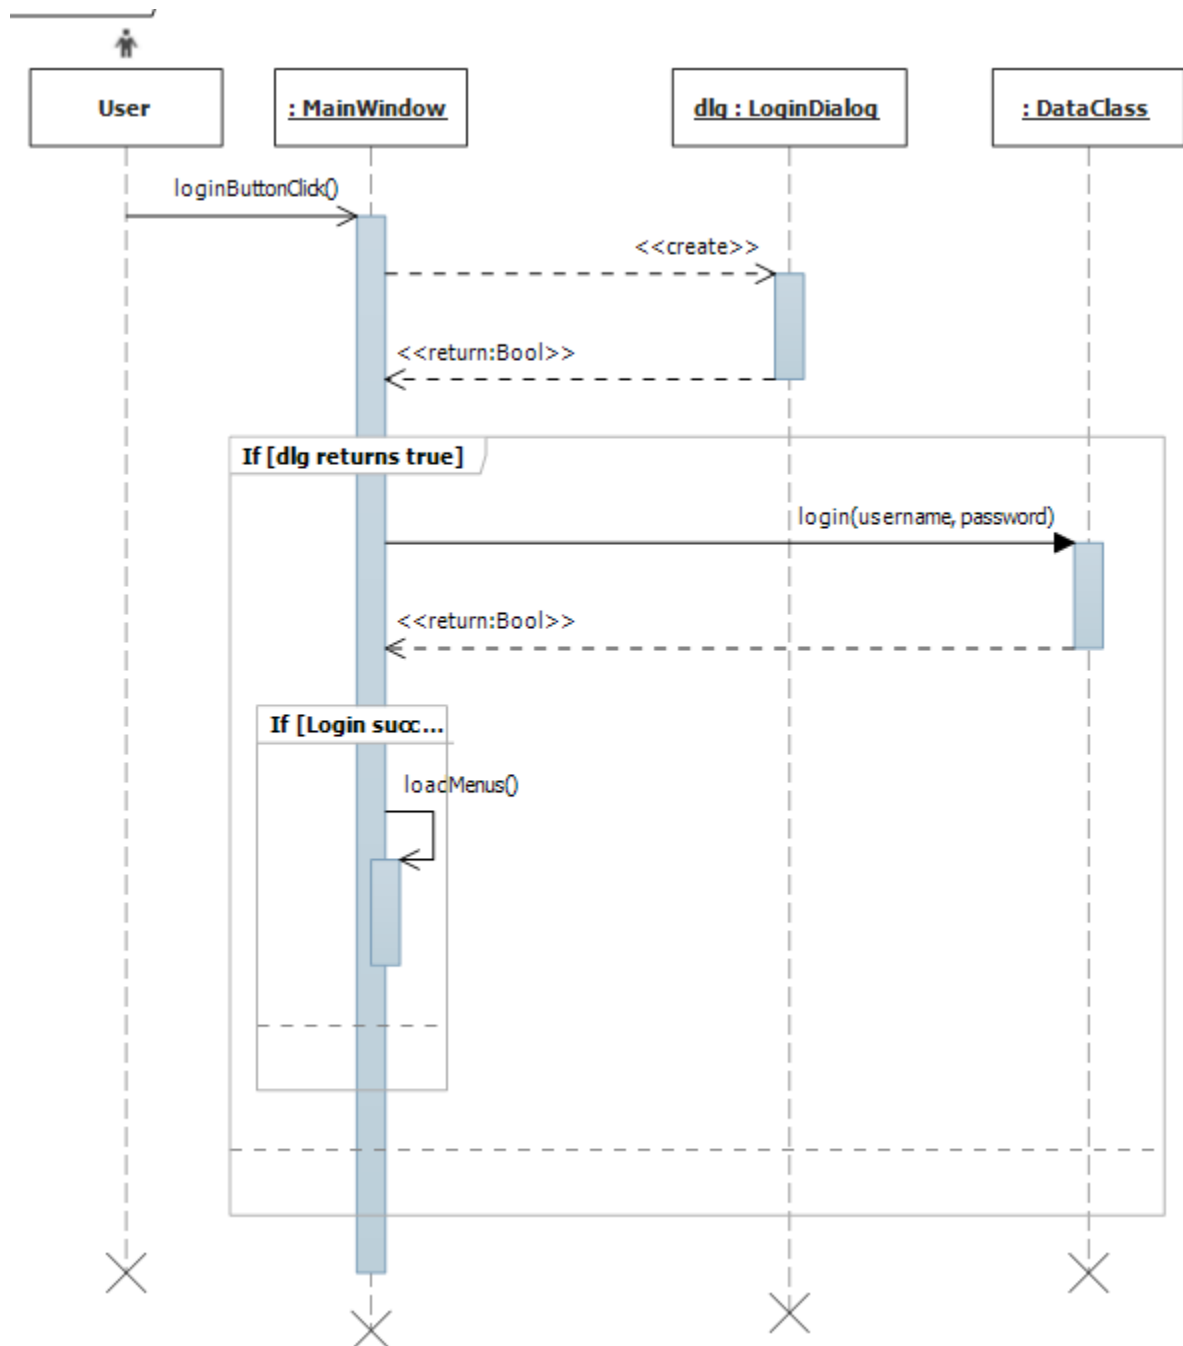 User
: MainWindow
dlg : LoginDialog
: DataClass
loginButtonClick()
<<create>>
<<return:Bool>>
If [dlg returns true]
login(username, password)
<<return:Bool>>
If [Login succ...
loadMenus()